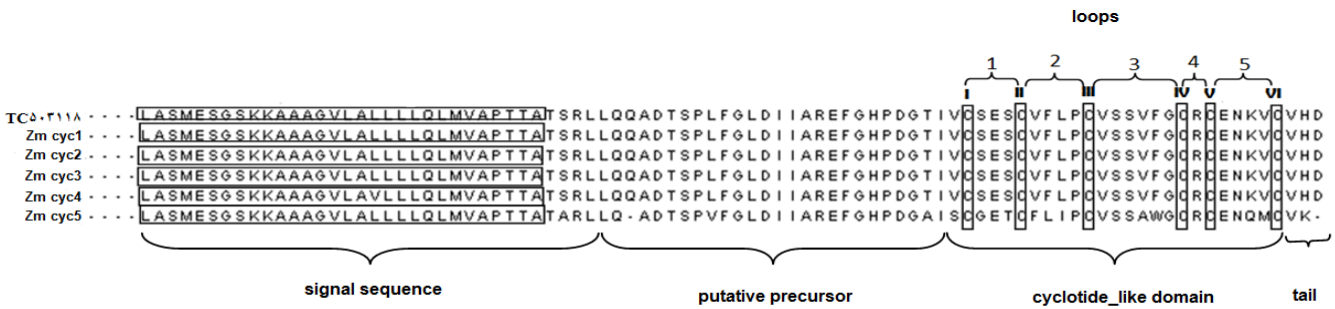 loops
1 2 3 4 5
I II III IV V VI
TC۵۰۳۱۱۸ · · · · LASMESGSKKAAAGVLALLLLQLMVAPTTATSRLLQQADTSPLFGLDIIAREFGHPDGTIVCSESCVFLPCVSSVFGCRCENKVCVHD
Zm cyc1 · · · · LASMESGSKKAAAGVLALLLLQLMVAPTTATSRLLQQADTSPLFGLDIIAREFGHPDGTIVCSESCVFLPCVSSVFGCRCENKVCVHD
Zm cyc2 · · · · LASMESGSKKAAAGVLALLLLQLMVAPTTATSRLLQQADTSPLFGLDIIAREFGHPDGTIVCSESCVFLPCVSSVFGCRCENKVCVHD
Zm cyc3 · · · · LASMESGSKKAAAGVLALLLLQLMVAPTTATSRLLQQADTSPLFGLDIIAREFGHPDGTIVCSESCVFLPCVSSVFGCRCENKVCVHD
Zm cyc4 · · · · LASMESGSKKAAAGVLAVLLLQLMVAPTTATSRLLQQADTSPLFGLDIIAREFGHPDGTIVCSESCVFLPCVSSVFGCRCENKVCVHD
Zm cyc5 · · · · LASMESGSKKAAAGVLALLLLQLMVAPTTATARLLQ-ADTSPVFGLDIIAREFGHPDGAISCGETCFLIPCVSSAWGCRCENQMCVK-
signal sequence putative precursor cyclotide_like domain tail